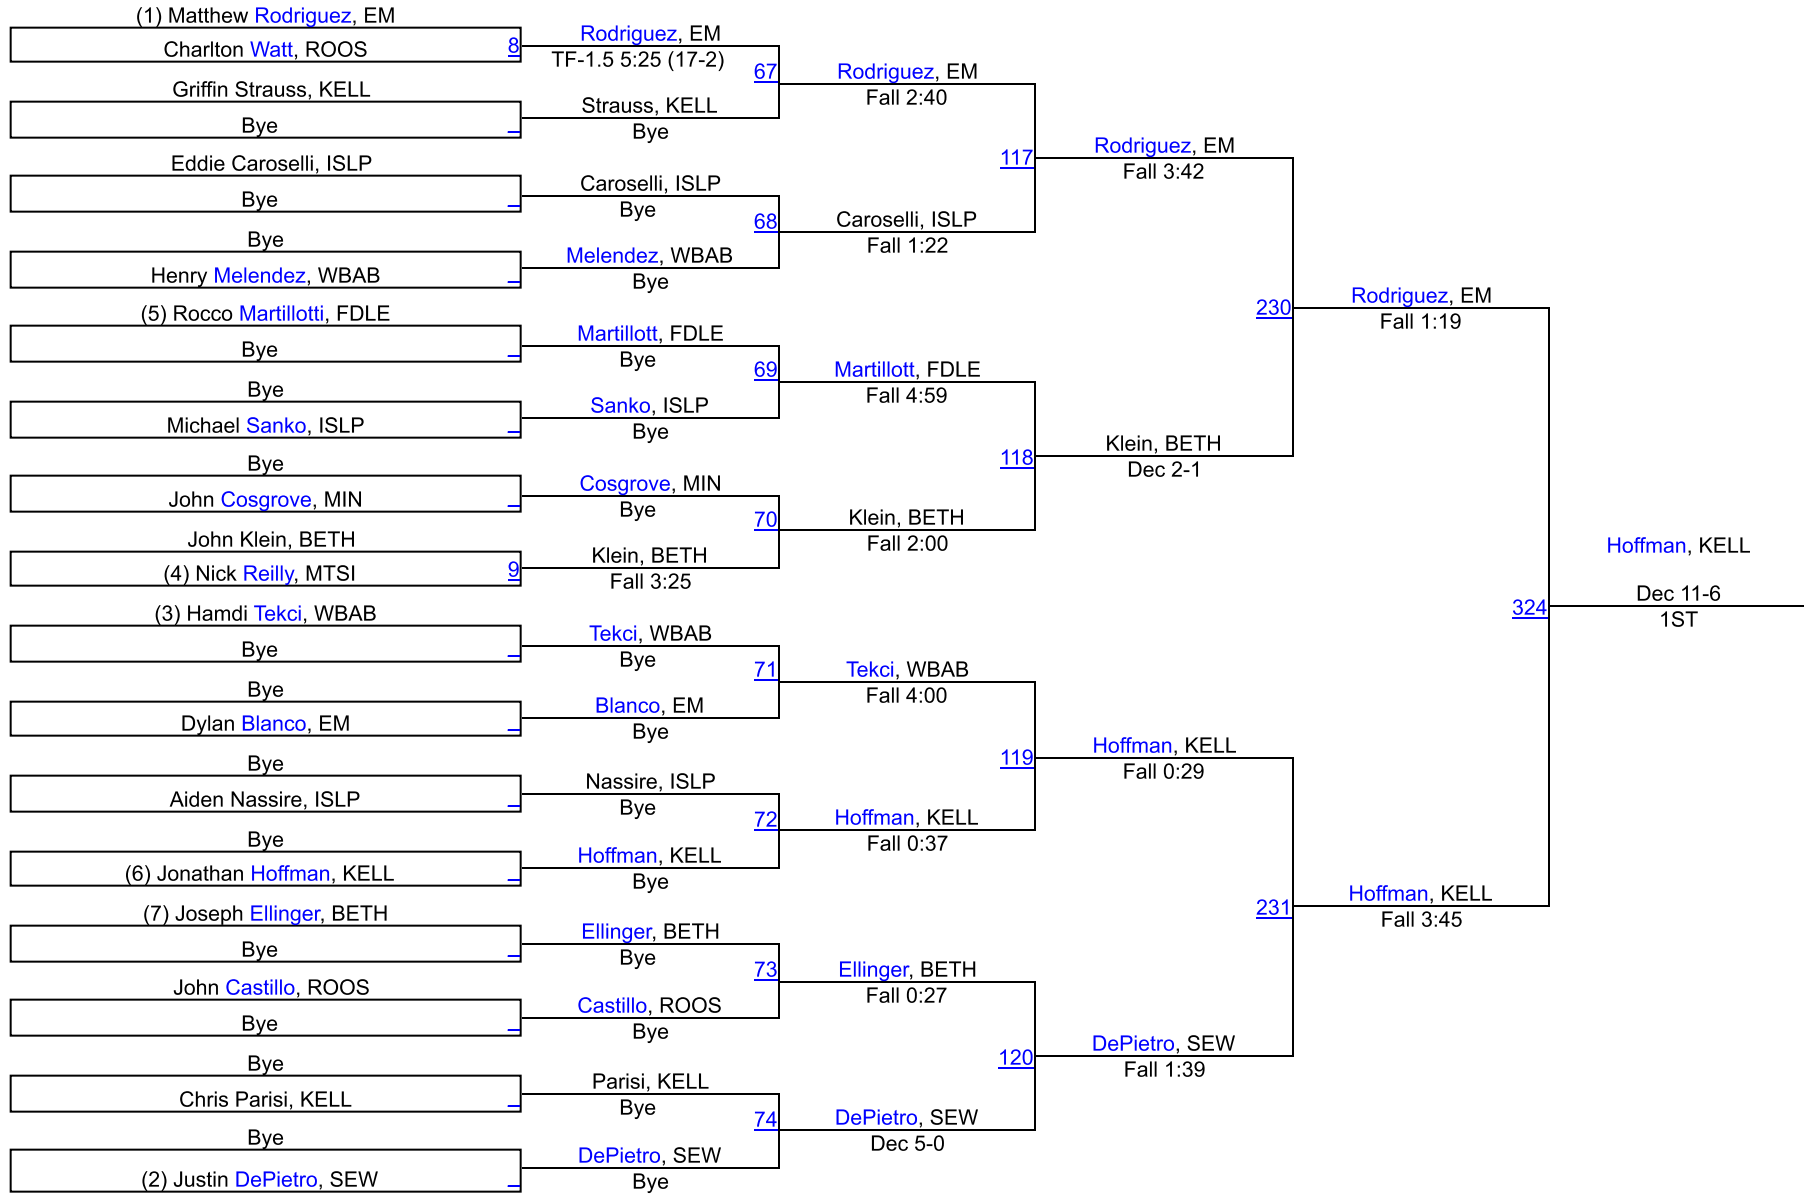 (1) Matthew Rodriguez, EM
Charlton Watt, ROOS
8
Griffin Strauss, KELL
Bye
Eddie Caroselli, ISLP
Bye
Bye
Henry Melendez, WBAB
(5) Rocco Martillotti, FDLE
Bye
Bye
Michael Sanko, ISLP
Bye
John Cosgrove, MIN
John Klein, BETH
(4) Nick Reilly, MTSI
9
(3) Hamdi Tekci, WBAB
Bye
Bye
Dylan Blanco, EM
Bye
Aiden Nassire, ISLP
Bye
(6) Jonathan Hoffman, KELL
(7) Joseph Ellinger, BETH
Bye
John Castillo, ROOS
Bye
Bye
Chris Parisi, KELL
Bye
(2) Justin DePietro, SEW
Rodriguez, EM
TF-1.5 5:25 (17-2)
67
Strauss, KELL
Bye
Caroselli, ISLP
Bye
68
Melendez, WBAB
Bye
Martillott, FDLE
Bye
69
Sanko, ISLP
Bye
Cosgrove, MIN
Bye
70
Klein, BETH
Fall 3:25
Tekci, WBAB
Bye
71
Blanco, EM
Bye
Nassire, ISLP
Bye
72
Hoffman, KELL
Bye
Ellinger, BETH
Bye
73
Castillo, ROOS
Bye
Parisi, KELL
Bye
74
DePietro, SEW
Bye
Rodriguez, EM
Fall 2:40
117
Caroselli, ISLP
Fall 1:22
Martillott, FDLE
Fall 4:59
118
Klein, BETH
Fall 2:00
Tekci, WBAB
Fall 4:00
119
Hoffman, KELL
Fall 0:37
Ellinger, BETH
Fall 0:27
120
DePietro, SEW
Dec 5-0
Rodriguez, EM
Fall 3:42
230
Klein, BETH
Dec 2-1
Hoffman, KELL
Fall 0:29
231
DePietro, SEW
Fall 1:39
Rodriguez, EM
Fall 1:19
324
Hoffman, KELL
Fall 3:45
Hoffman, KELL
Dec 11-6
1ST